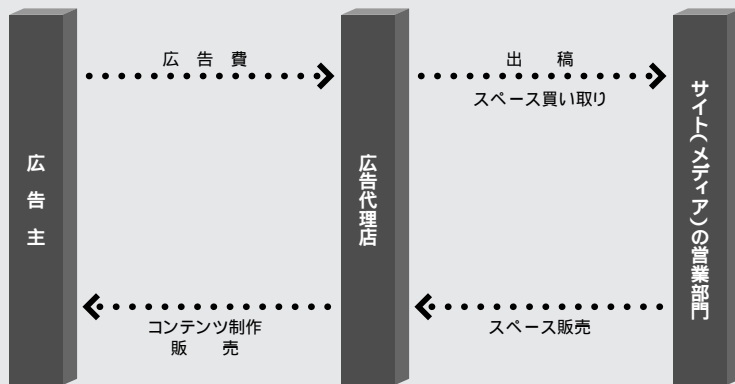 広告主
広告費
コンテンツ制作
販売
広告代理店
出稿
スペース買い取り
スペース販売
サイト(メディア)の営業部門